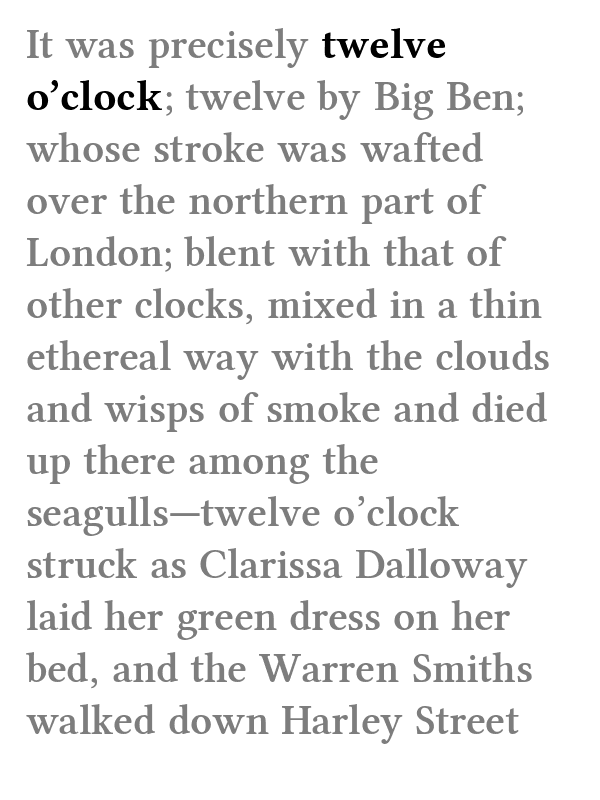 It was precisely twelve
o’clock; twelve by Big Ben;
whose stroke was wafted
over the northern part of
London; blent with that of
other clocks, mixed in a thin
ethereal way with the clouds
and wisps of smoke and died
up there among the
seagulls—twelve o’clock
struck as Clarissa Dalloway
laid her green dress on her
bed, and the Warren Smiths
walked down Harley Street